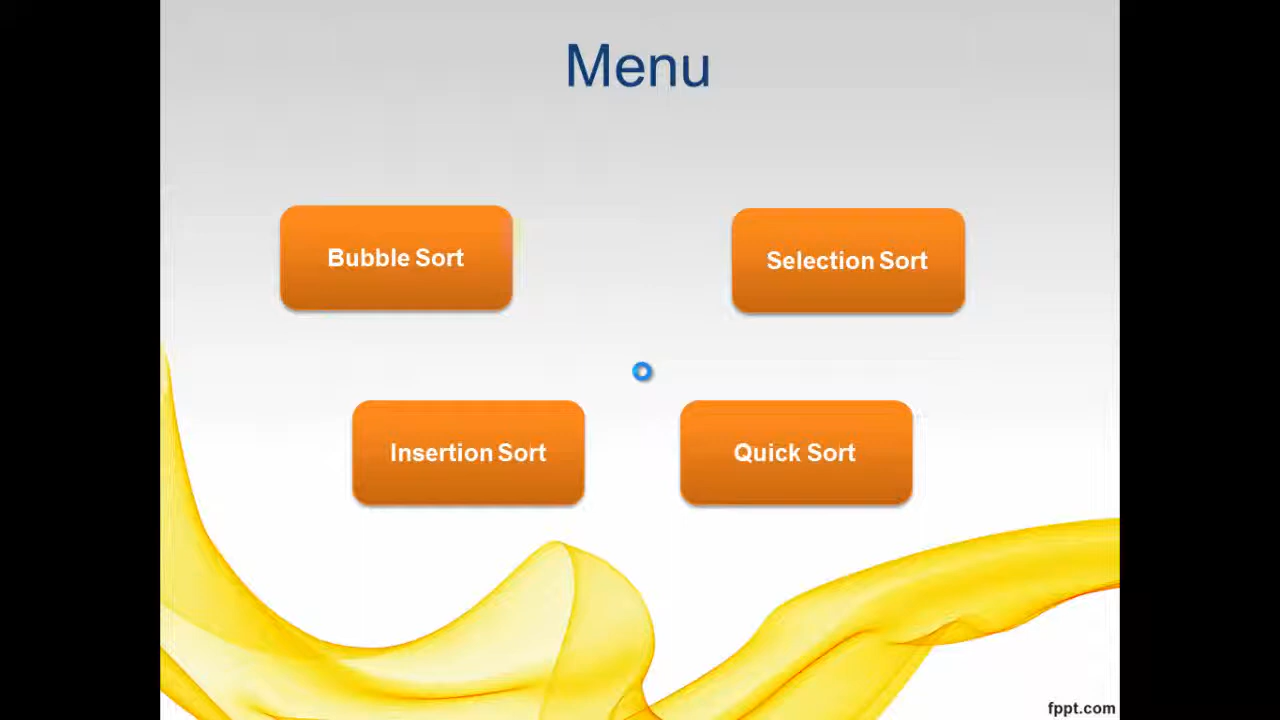 Menu
Bubble Sort
Selection Sort
Insertion Sort
Quick Sort
fppt.com